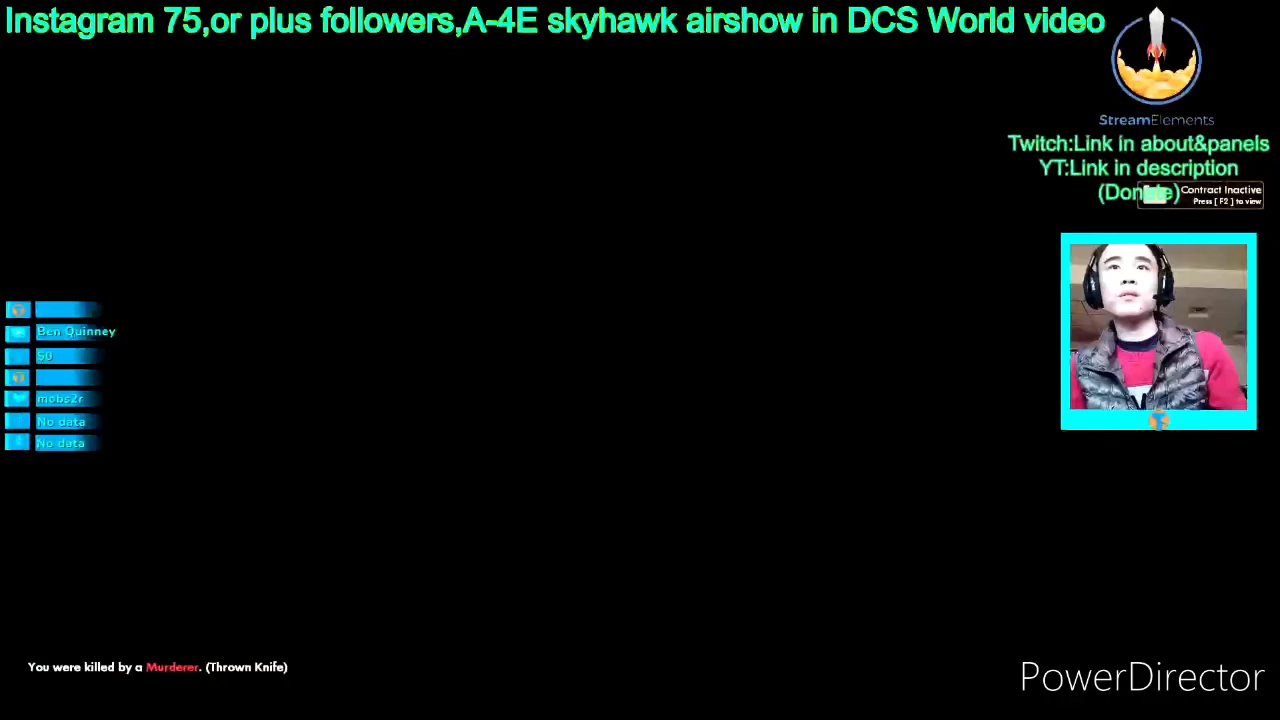 Instagram 75,or plus followers,A-4E skyhawk airshow in DCS World video
StreamElements
Twitch:Link in about&panels
YT:Link in description
(Donate)
Contract Inactive
Press [ F2 ] to view
Ben Quinney
50
mobs2r
No data
No data
You were killed by a Murderer. (Thrown Knife)
PowerDirector